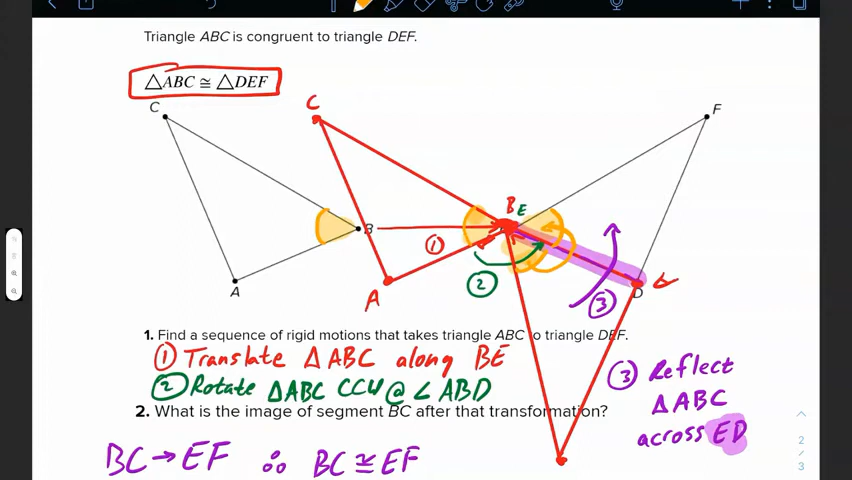 Triangle ABC is congruent to triangle DEF.
△ABC ≅ △DEF
C
C
F
B
B E
①
②
③
A
A
D
1. Find a sequence of rigid motions that takes triangle ABC to triangle DEF.
① Translate △ABC along BE
② Rotate △ABC CCW @ ∠ABD
③ Reflect
△ABC
across ED
2. What is the image of segment BC after that transformation?
BC → EF ∴ BC ≅ EF
2
3